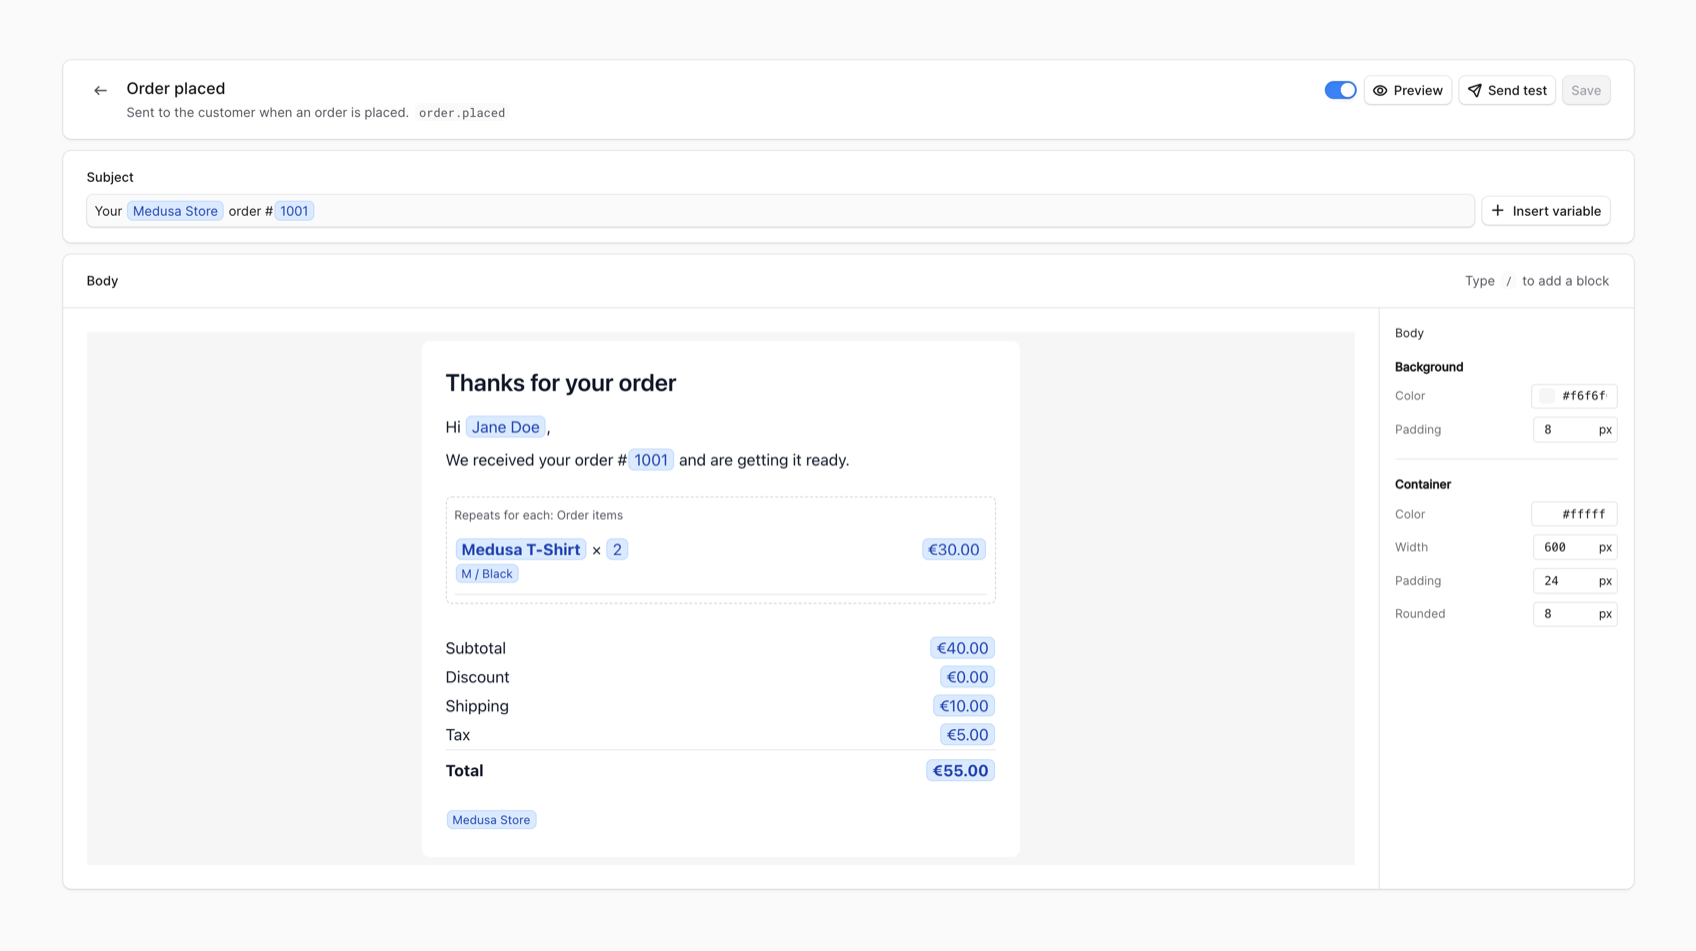 Order placed
Sent to the customer when an order is placed. order.placed
Preview
Send test
Save
Subject
Your Medusa Store order # 1001
Insert variable
Body
Type / to add a block
Thanks for your order
Hi Jane Doe ,
We received your order # 1001 and are getting it ready.
Repeats for each: Order items
Medusa T-Shirt × 2 €30.00
M / Black
Subtotal €40.00
Discount €0.00
Shipping €10.00
Tax €5.00
Total €55.00
Medusa Store
Body
Background
Color #f6f6f
Padding 8 px
Container
Color #fffff
Width 600 px
Padding 24 px
Rounded 8 px